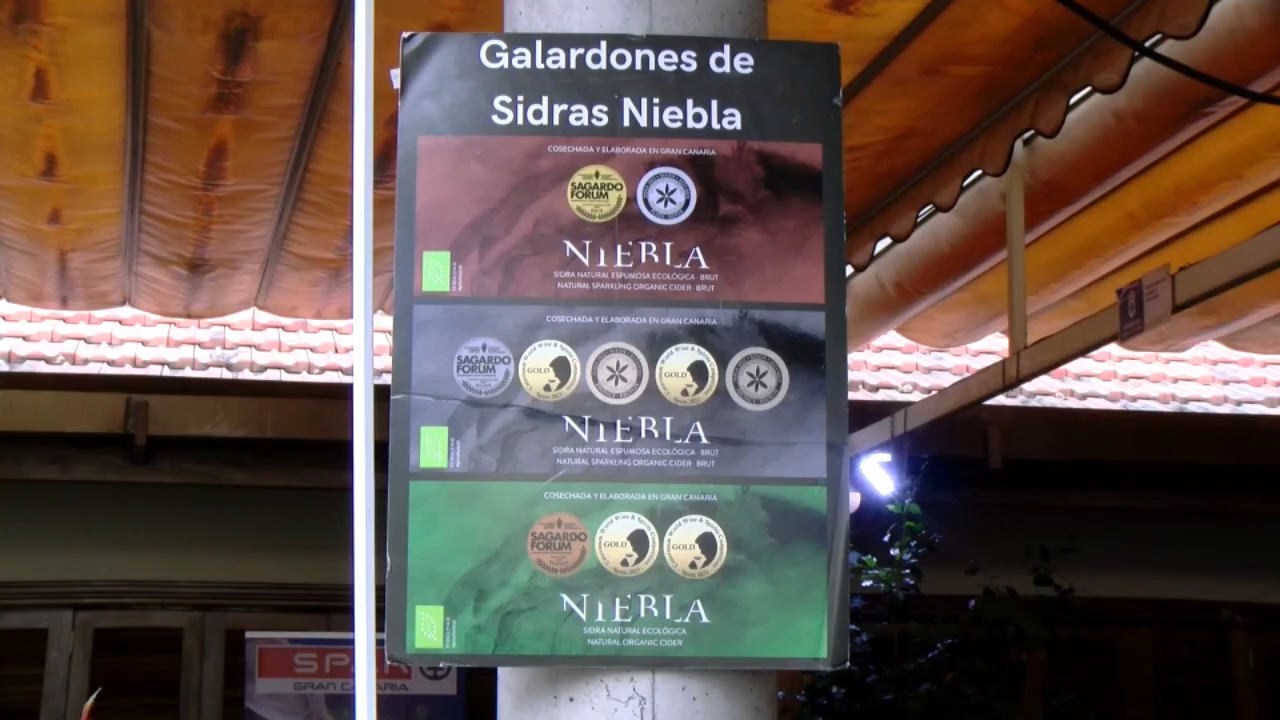 Galardones de
Sidras Niebla
COSECHADA Y ELABORADA EN GRAN CANARIA
SAGARDO
FORUM
NIEBLA
SIDRA NATURAL ESPUMOSA ECOLÓGICA · BRUT
NATURAL SPARKLING ORGANIC CIDER · BRUT
COSECHADA Y ELABORADA EN GRAN CANARIA
SAGARDO
FORUM
GOLD
GOLD
NIEBLA
SIDRA NATURAL ESPUMOSA ECOLÓGICA · BRUT
NATURAL SPARKLING ORGANIC CIDER · BRUT
COSECHADA Y ELABORADA EN GRAN CANARIA
SAGARDO
FORUM
GOLD
GOLD
NIEBLA
SIDRA NATURAL ECOLÓGICA
NATURAL ORGANIC CIDER
SPAR
GRAN CANARIA